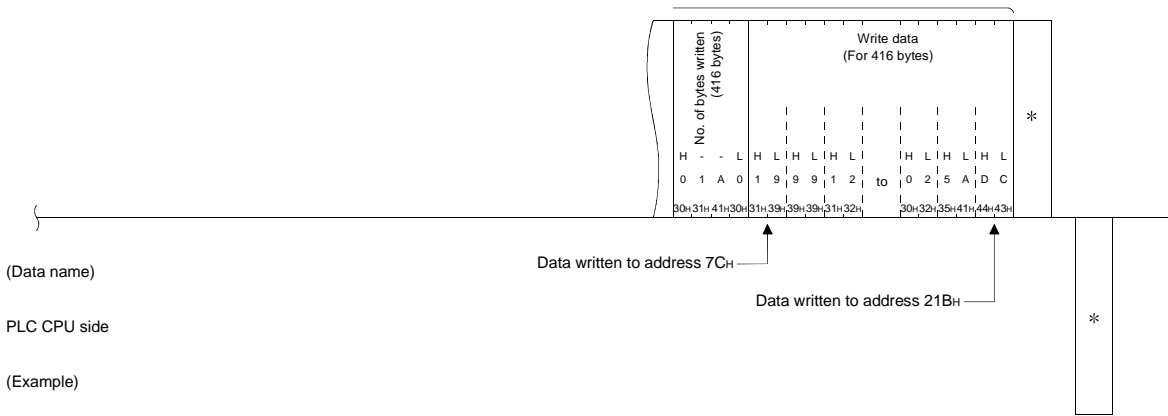 No. of bytes written
(416 bytes)
Write data
(For 416 bytes)
*
H - - L H L H L H L H L H L H L
0 1 A 0 1 9 9 9 1 2 to 0 2 5 A D C
30H 31H 41H 30H 31H 39H 39H 39H 31H 32H 30H 32H 35H 41H 44H 43H
Data written to address 7CH
(Data name)
Data written to address 21BH
PLC CPU side
*
(Example)